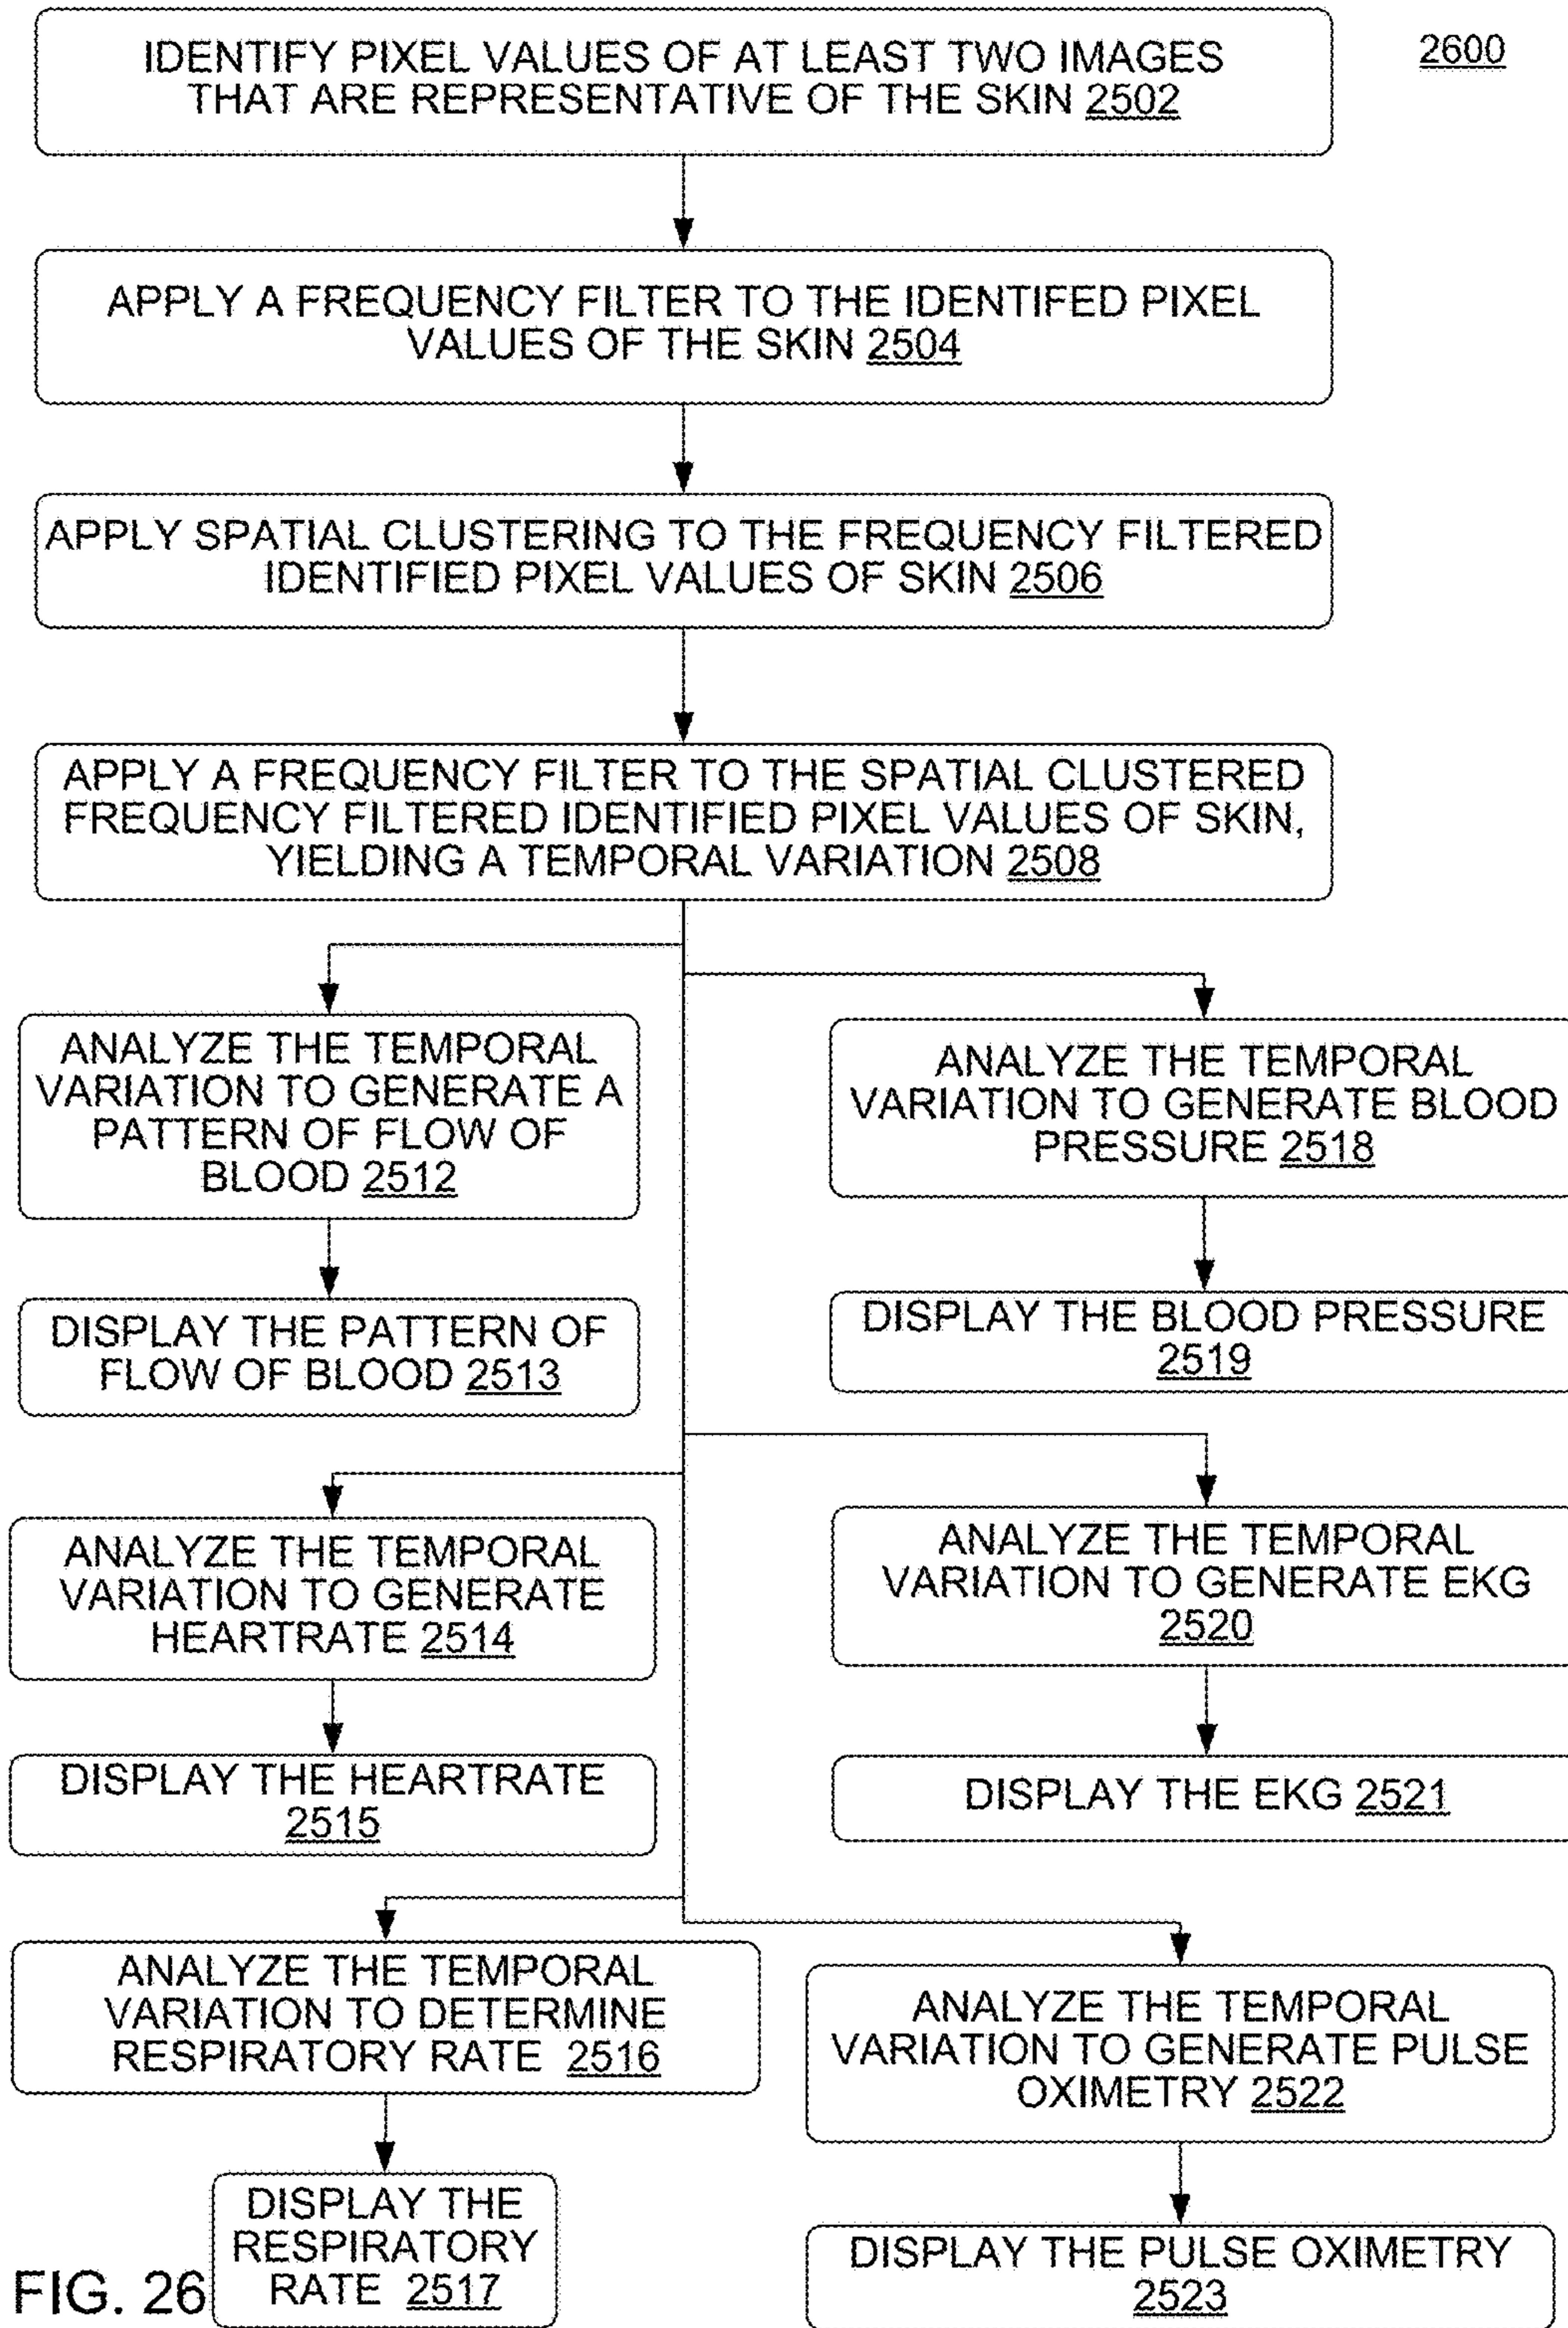 2600
IDENTIFY PIXEL VALUES OF AT LEAST TWO IMAGES
THAT ARE REPRESENTATIVE OF THE SKIN 2502
APPLY A FREQUENCY FILTER TO THE IDENTIFED PIXEL
VALUES OF THE SKIN 2504
APPLY SPATIAL CLUSTERING TO THE FREQUENCY FILTERED
IDENTIFIED PIXEL VALUES OF SKIN 2506
APPLY A FREQUENCY FILTER TO THE SPATIAL CLUSTERED
FREQUENCY FILTERED IDENTIFIED PIXEL VALUES OF SKIN,
YIELDING A TEMPORAL VARIATION 2508
ANALYZE THE TEMPORAL
VARIATION TO GENERATE A
PATTERN OF FLOW OF
BLOOD 2512
DISPLAY THE PATTERN OF
FLOW OF BLOOD 2513
ANALYZE THE TEMPORAL
VARIATION TO GENERATE BLOOD
PRESSURE 2518
DISPLAY THE BLOOD PRESSURE
2519
ANALYZE THE TEMPORAL
VARIATION TO GENERATE
HEARTRATE 2514
DISPLAY THE HEARTRATE
2515
ANALYZE THE TEMPORAL
VARIATION TO GENERATE EKG
2520
DISPLAY THE EKG 2521
ANALYZE THE TEMPORAL
VARIATION TO DETERMINE
RESPIRATORY RATE 2516
DISPLAY THE
RESPIRATORY
RATE 2517
ANALYZE THE TEMPORAL
VARIATION TO GENERATE PULSE
OXIMETRY 2522
DISPLAY THE PULSE OXIMETRY
2523
FIG. 26